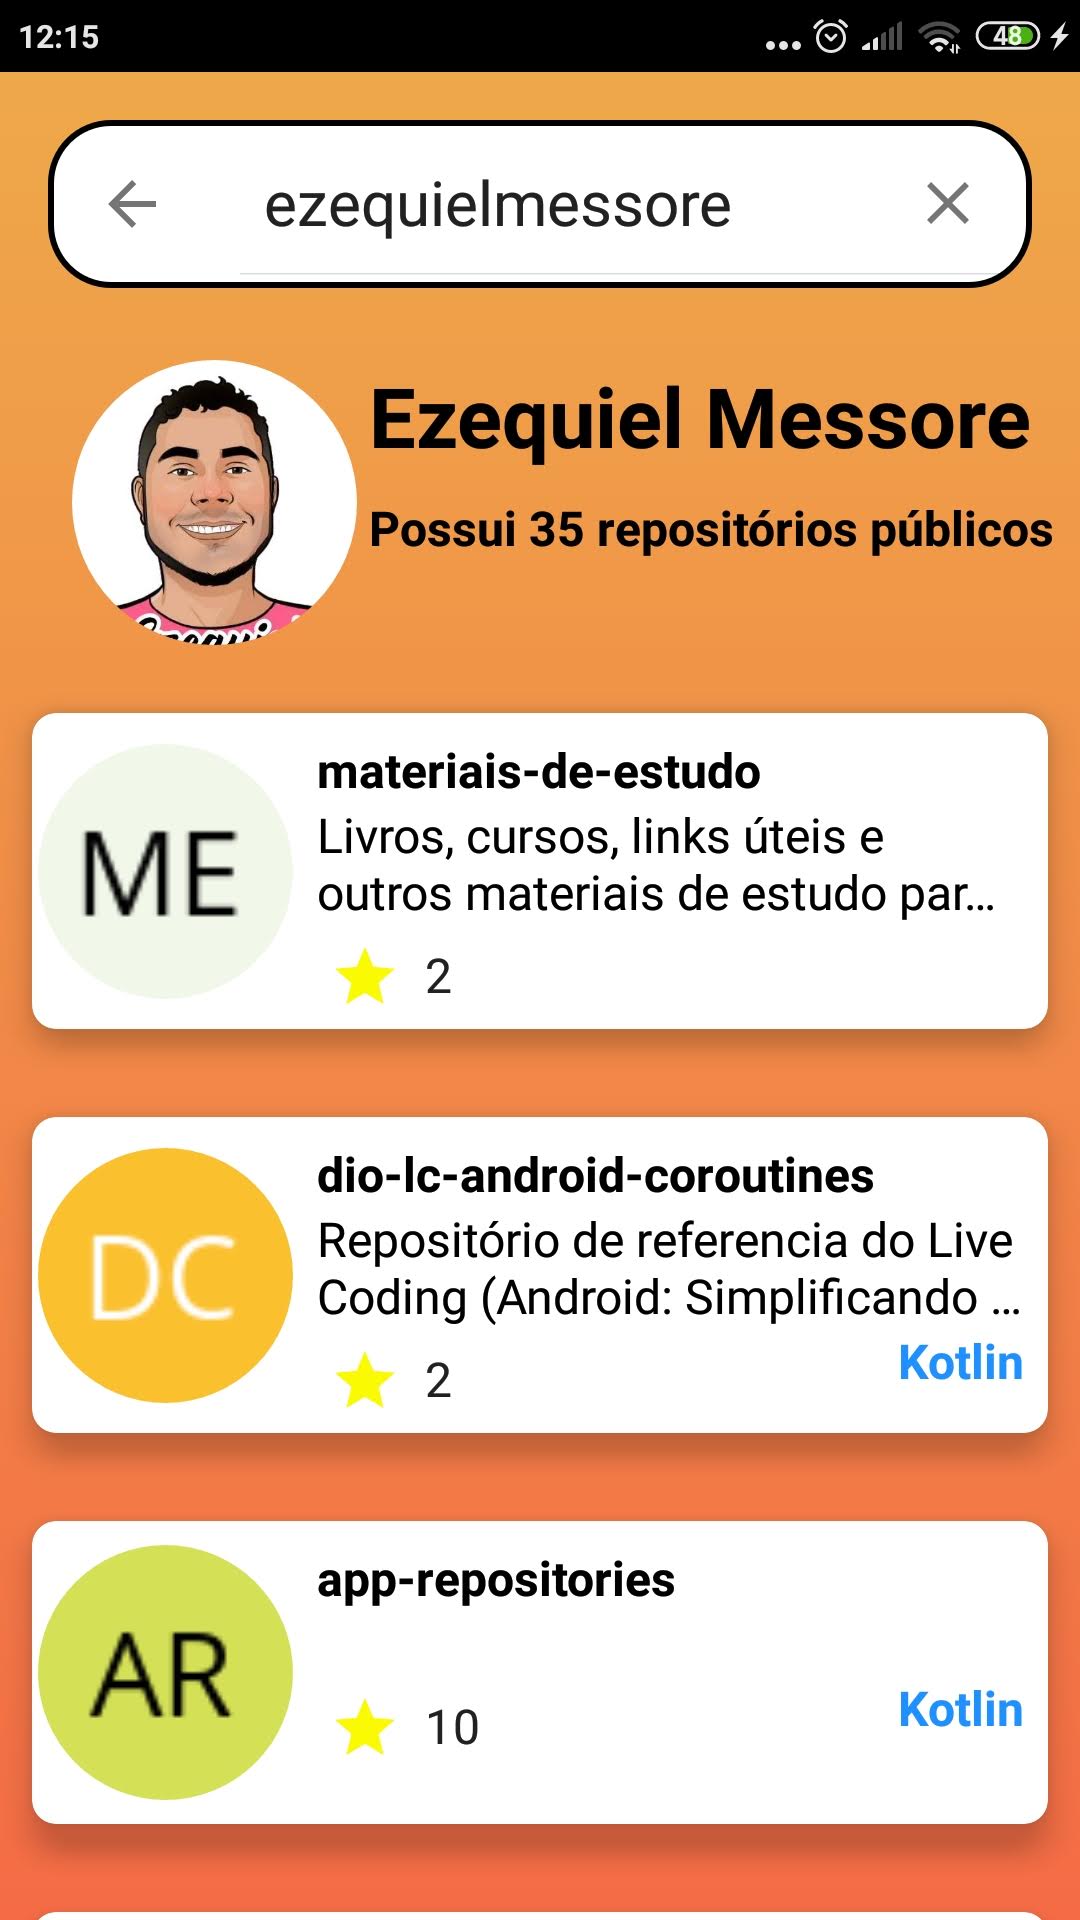 12:15
48
ezequielmessore
Ezequiel Messore
Possui 35 repositórios públicos
ME
materiais-de-estudo
Livros, cursos, links úteis e
outros materiais de estudo par...
2
DC
dio-lc-android-coroutines
Repositório de referencia do Live
Coding (Android: Simplificando ...
2
Kotlin
AR
app-repositories
10
Kotlin